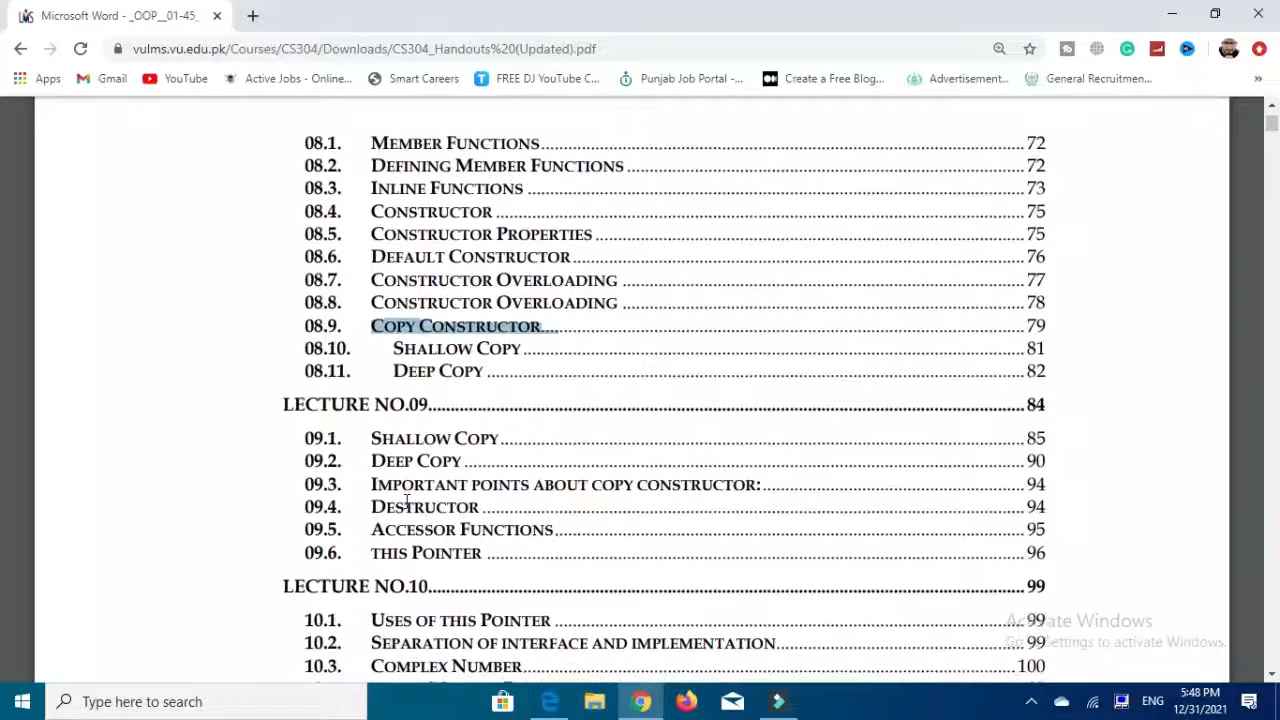 Microsoft Word - _OOP__01-45_
vulms.vu.edu.pk/Courses/CS304/Downloads/CS304_Handouts%20(Updated).pdf
Apps Gmail YouTube Active Jobs - Online... Smart Careers FREE DJ YouTube C... Punjab Job Portal -... Create a Free Blog... Advertisement... General Recruitmen... »
08.1. MEMBER FUNCTIONS 72
08.2. DEFINING MEMBER FUNCTIONS 72
08.3. INLINE FUNCTIONS 73
08.4. CONSTRUCTOR 75
08.5. CONSTRUCTOR PROPERTIES 75
08.6. DEFAULT CONSTRUCTOR 76
08.7. CONSTRUCTOR OVERLOADING 77
08.8. CONSTRUCTOR OVERLOADING 78
08.9. COPY CONSTRUCTOR 79
08.10. SHALLOW COPY 81
08.11. DEEP COPY 82
LECTURE NO.09 84
09.1. SHALLOW COPY 85
09.2. DEEP COPY 90
09.3. IMPORTANT POINTS ABOUT COPY CONSTRUCTOR: 94
09.4. DESTRUCTOR 94
09.5. ACCESSOR FUNCTIONS 95
09.6. THIS POINTER 96
LECTURE NO.10 99
10.1. USES OF THIS POINTER 99
10.2. SEPARATION OF INTERFACE AND IMPLEMENTATION 99
10.3. COMPLEX NUMBER 100
Activate Windows
Go to Settings to activate Windows.
Type here to search
ENG
5:48 PM
12/31/2021